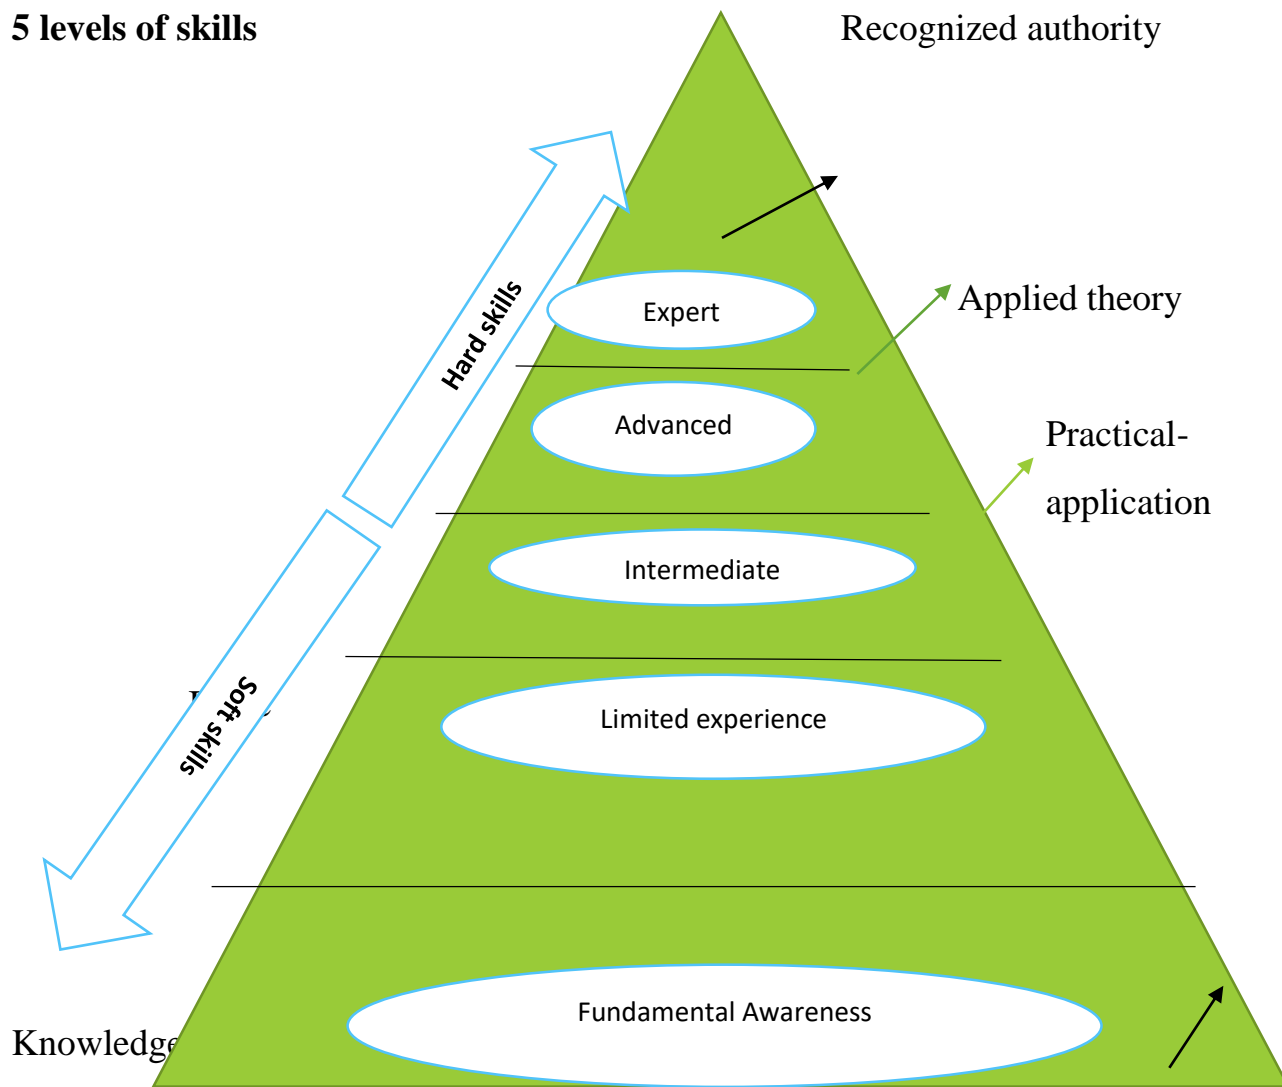 5 levels of skills
Recognized authority
Hard skills
Expert
Applied theory
Advanced
Practical-
application
Intermediate
Soft skills
Limited experience
Fundamental Awareness
Knowledge